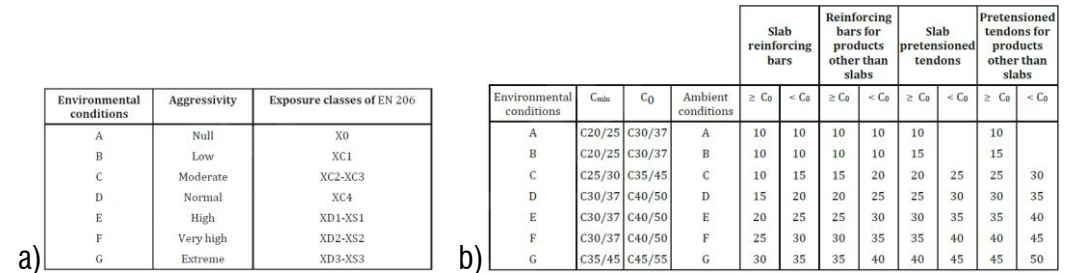 a)
Environmental conditions Aggressivity Exposure classes of EN 206
A Null X0
B Low XC1
C Moderate XC2-XC3
D Normal XC4
E High XD1-XS1
F Very high XD2-XS2
G Extreme XD3-XS3
b)
Slab reinforcing bars Reinforcing bars for products other than slabs Slab pretensioned tendons Pretensioned tendons for products other than slabs
Environmental conditions Cmin C0 Ambient conditions ≥ C0 < C0 ≥ C0 < C0 ≥ C0 < C0 ≥ C0 < C0
A C20/25 C30/37 A 10 10 10 10 10 10
B C20/25 C30/37 B 10 10 10 10 15 15
C C25/30 C35/45 C 10 15 15 20 20 25 25 30
D C30/37 C40/50 D 15 20 20 25 25 30 30 35
E C30/37 C40/50 E 20 25 25 30 30 35 35 40
F C30/37 C40/50 F 25 30 30 35 35 40 40 45
G C35/45 C45/55 G 30 35 35 40 40 45 45 50